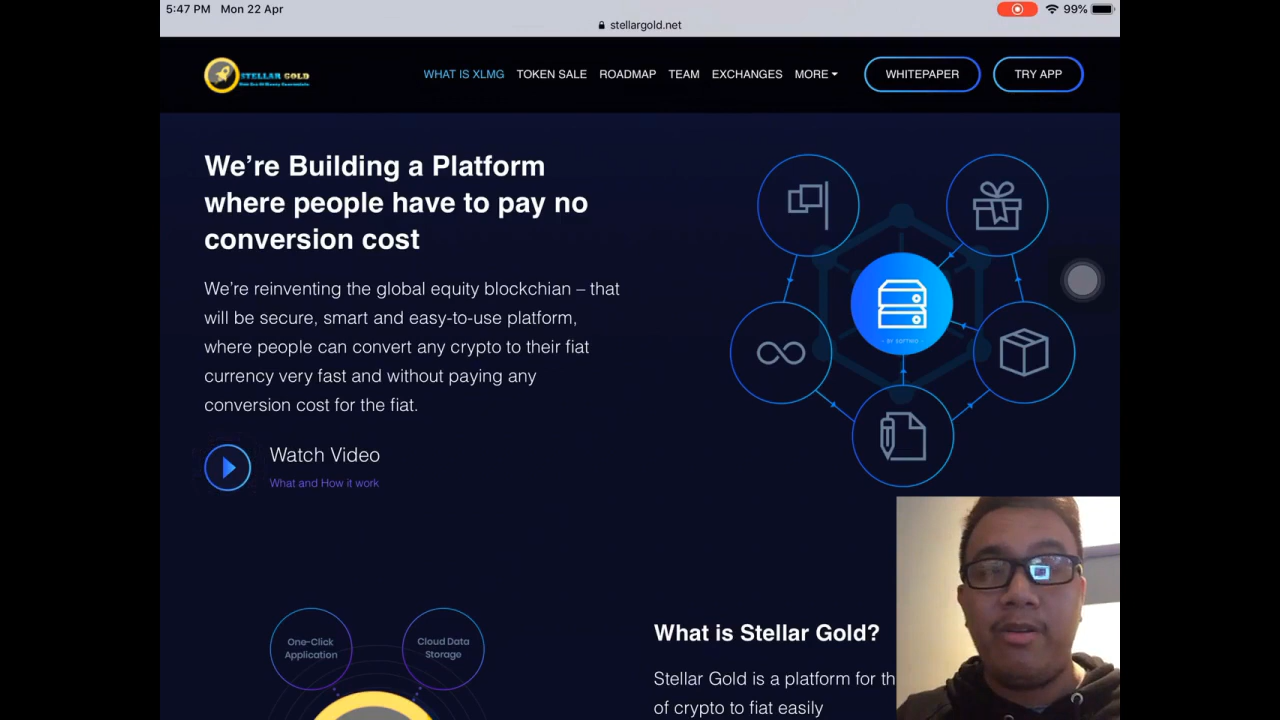 5:47 PM Mon 22 Apr
99%
stellargold.net
STELLAR GOLD
WHAT IS XLMG TOKEN SALE ROADMAP TEAM EXCHANGES MORE WHITEPAPER TRY APP
We’re Building a Platform
where people have to pay no
conversion cost
We’re reinventing the global equity blockchian – that
will be secure, smart and easy-to-use platform,
where people can convert any crypto to their fiat
currency very fast and without paying any
conversion cost for the fiat.
Watch Video
What and How it work
- BY SOFTNIO -
One-Click
Application
Cloud Data
Storage
What is Stellar Gold?
Stellar Gold is a platform for th
of crypto to fiat easily